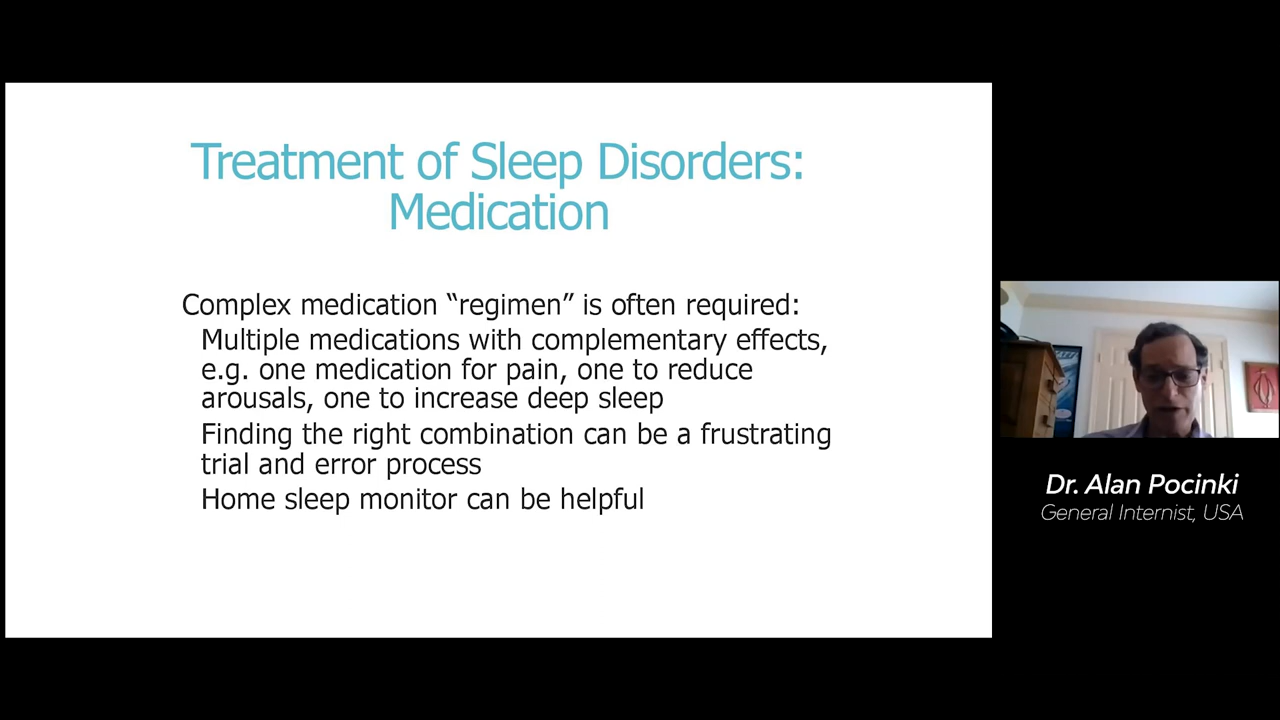 Treatment of Sleep Disorders:
Medication
Complex medication “regimen” is often required:
Multiple medications with complementary effects,
e.g. one medication for pain, one to reduce
arousals, one to increase deep sleep
Finding the right combination can be a frustrating
trial and error process
Home sleep monitor can be helpful
Dr. Alan Pocinki
General Internist, USA